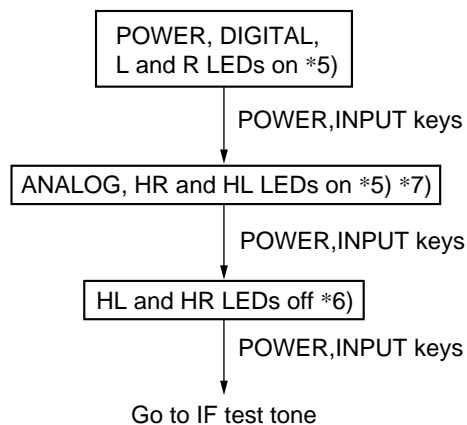 POWER, DIGITAL,
L and R LEDs on *5)
POWER,INPUT keys
ANALOG, HR and HL LEDs on *5) *7)
POWER,INPUT keys
HL and HR LEDs off *6)
POWER,INPUT keys
Go to IF test tone